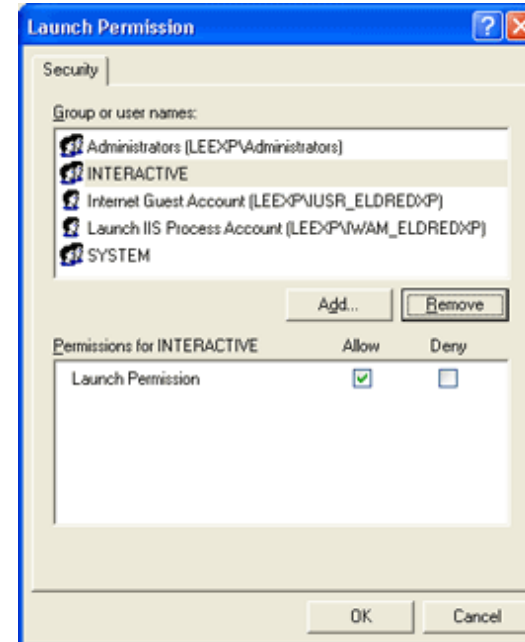 Launch Permission
Security
Group or user names:
Administrators (LEEXP\Administrators)
INTERACTIVE
Internet Guest Account (LEEXP\IUSR_ELDREDXP)
Launch IIS Process Account (LEEXP\IWAM_ELDREDXP)
SYSTEM
Add... Remove
Permissions for INTERACTIVE Allow Deny
Launch Permission
OK Cancel